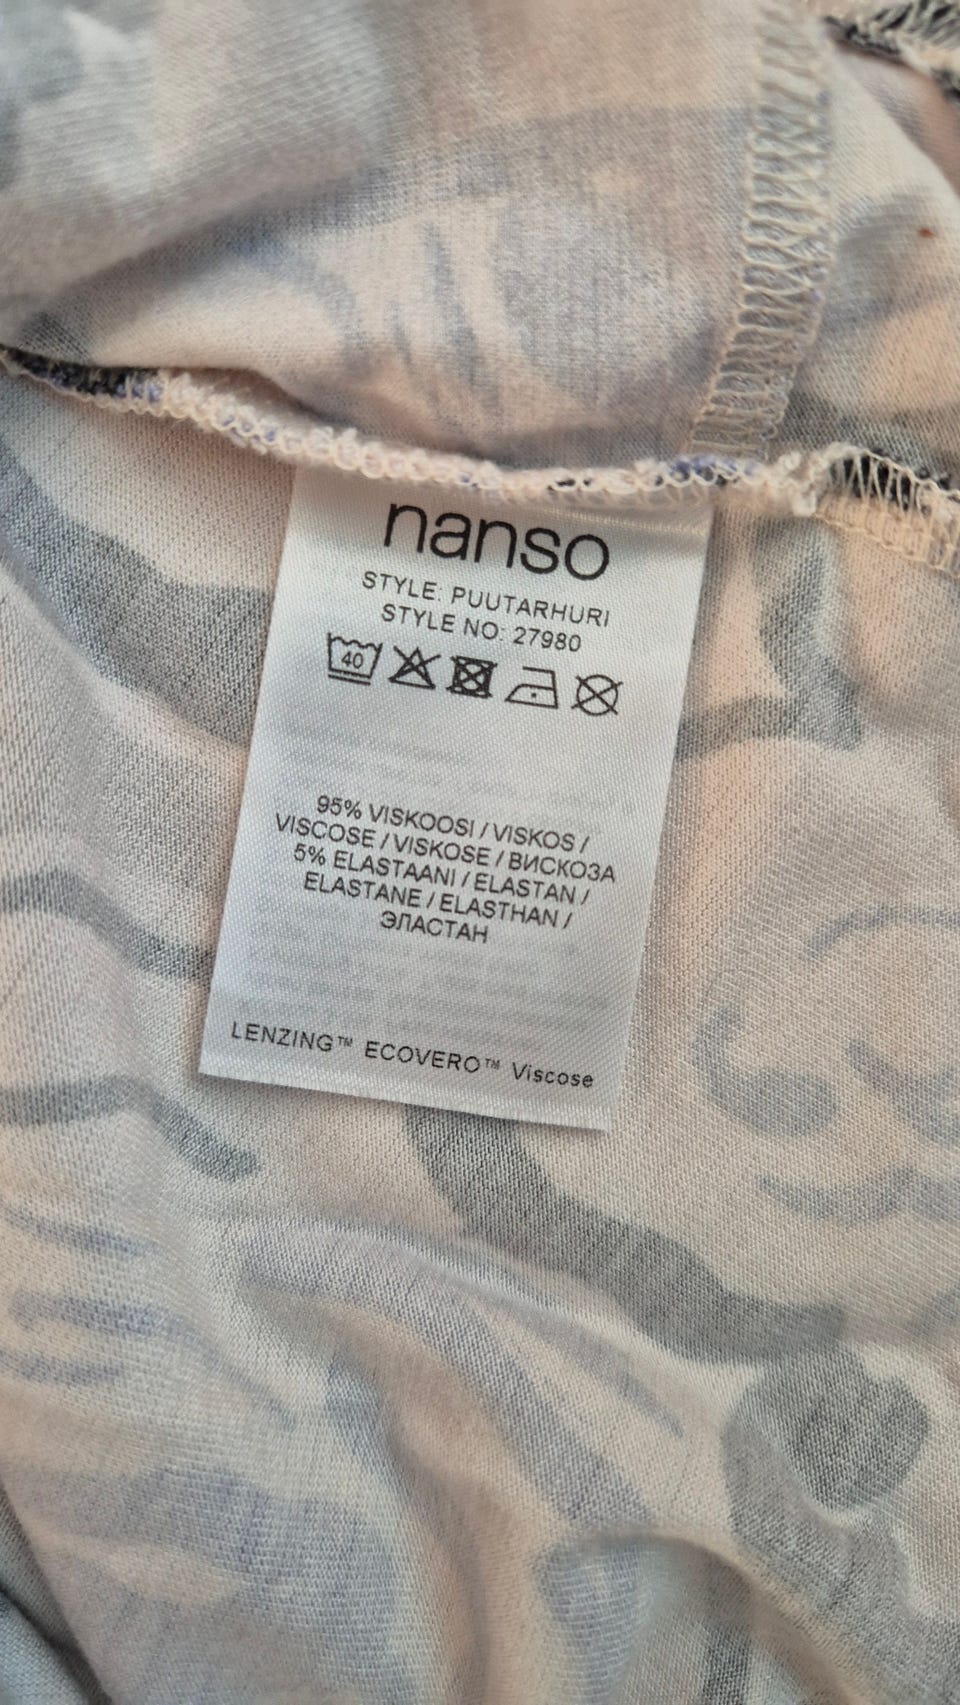 nanso
STYLE: PUUTARHURI
STYLE NO: 27980
40
95% VISKOOSI / VISKOS /
VISCOSE / VISKOSE / ВИСКОЗА
5% ELASTAANI / ELASTAN /
ELASTANE / ELASTHAN /
ЭЛАСТАН
LENZING™ ECOVERO™ Viscose